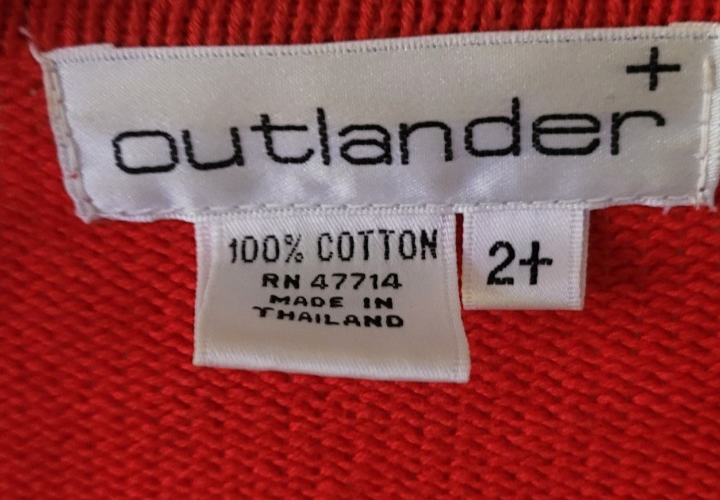 outlander+
100% COTTON
RN 47714
MADE IN
THAILAND
2+